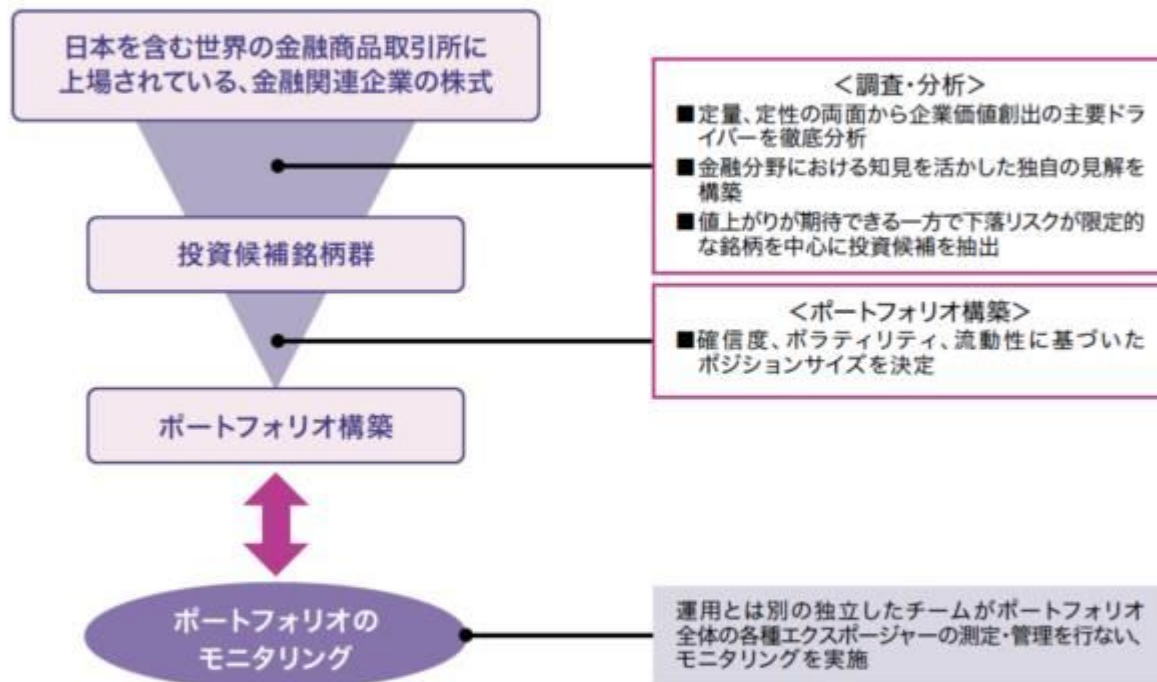 日本を含む世界の金融商品取引所に
上場されている、金融関連企業の株式
＜調査・分析＞
■定量、定性の両面から企業価値創出の主要ドラ
イバーを徹底分析
■金融分野における知見を活かした独自の見解を
構築
■値上がりが期待できる一方で下落リスクが限定的
な銘柄を中心に投資候補を抽出
投資候補銘柄群
＜ポートフォリオ構築＞
■確信度、ボラティリティ、流動性に基づいた
ポジションサイズを決定
ポートフォリオ構築
ポートフォリオの
モニタリング
運用とは別の独立したチームがポートフォリオ
全体の各種エクスポージャーの測定・管理を行ない、
モニタリングを実施